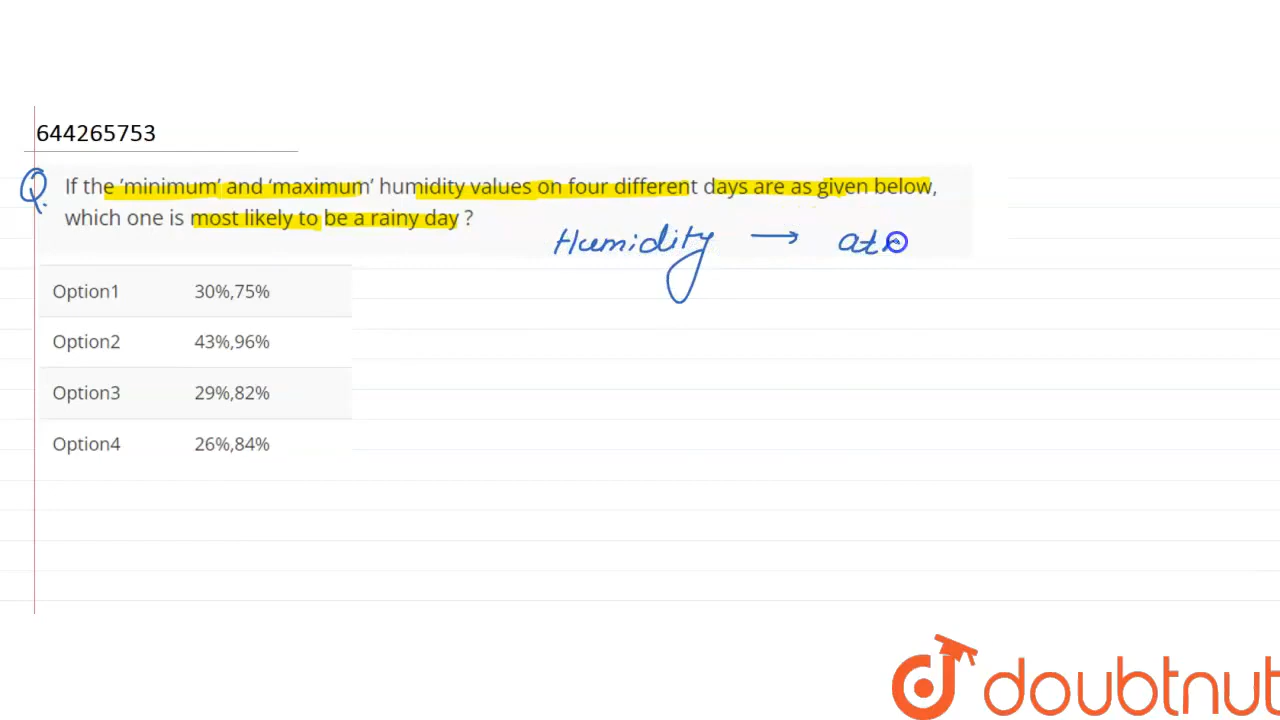 644265753
Q. If the ‘minimum’ and ‘maximum’ humidity values on four different days are as given below,
which one is most likely to be a rainy day ?
Humidity → at
Option1 30%,75%
Option2 43%,96%
Option3 29%,82%
Option4 26%,84%
doubtnut